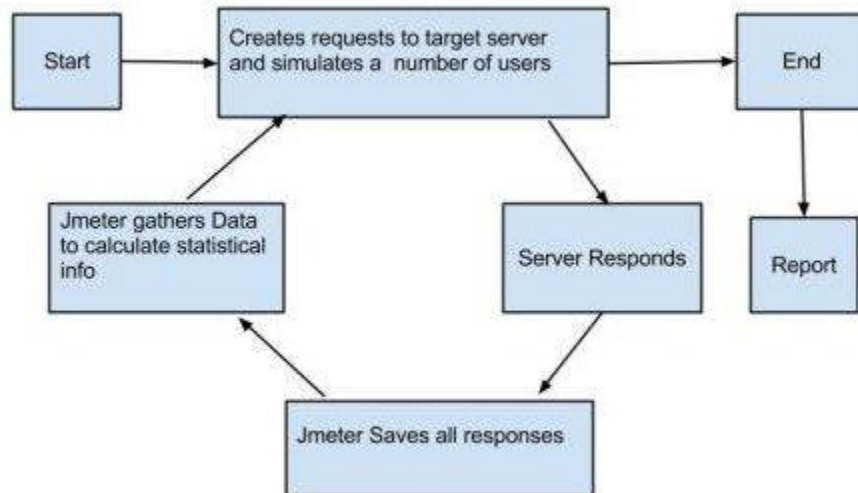 Start
Creates requests to target server
and simulates a number of users
End
Jmeter gathers Data
to calculate statistical
info
Server Responds
Report
Jmeter Saves all responses